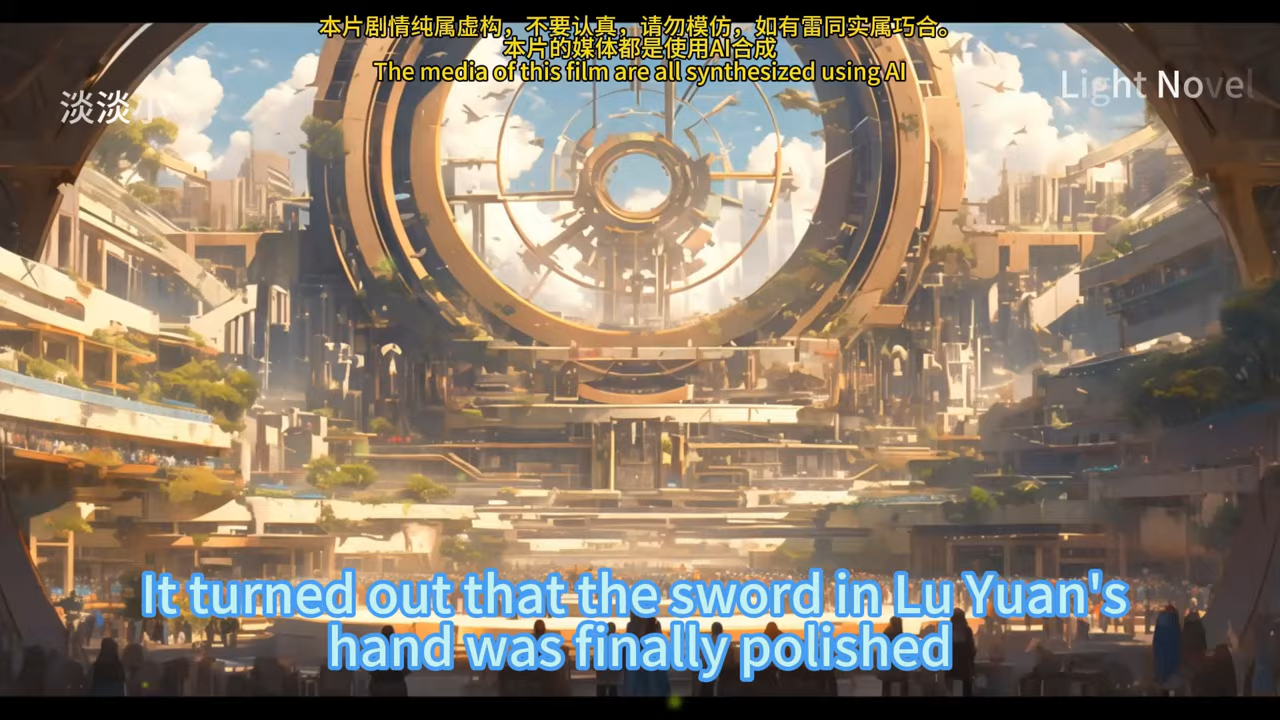 本片剧情纯属虚构，不要认真，请勿模仿，如有雷同实属巧合。
本片的媒体都是使用AI合成
The media of this film are all synthesized using AI
淡淡小
Light Novel
It turned out that the sword in Lu Yuan's
hand was finally polished